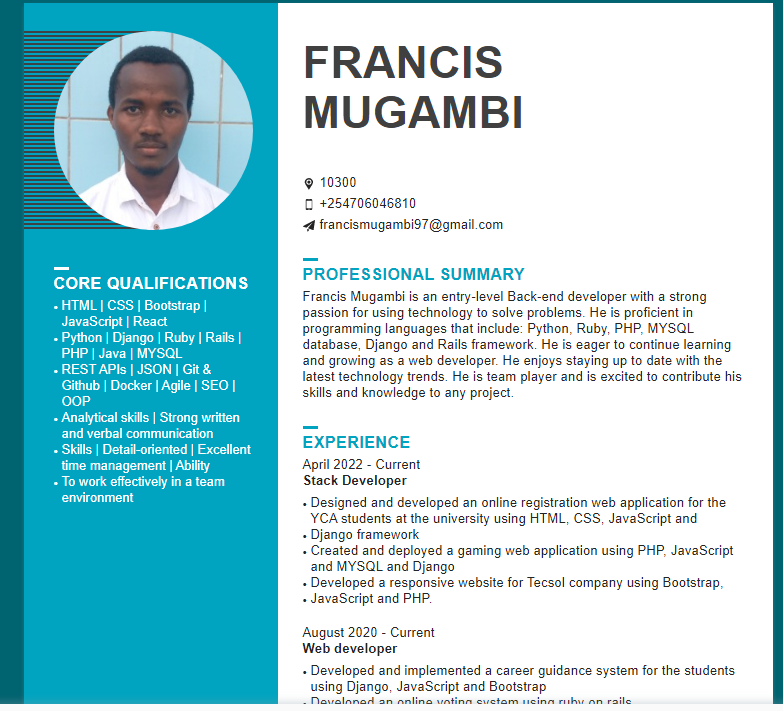 FRANCIS
MUGAMBI
10300
+254706046810
francismugambi97@gmail.com
CORE QUALIFICATIONS
• HTML | CSS | Bootstrap |
JavaScript | React
• Python | Django | Ruby | Rails |
PHP | Java | MYSQL
• REST APIs | JSON | Git &
Github | Docker | Agile | SEO |
OOP
• Analytical skills | Strong written
and verbal communication
• Skills | Detail-oriented | Excellent
time management | Ability
• To work effectively in a team
environment
PROFESSIONAL SUMMARY
Francis Mugambi is an entry-level Back-end developer with a strong
passion for using technology to solve problems. He is proficient in
programming languages that include: Python, Ruby, PHP, MYSQL
database, Django and Rails framework. He is eager to continue learning
and growing as a web developer. He enjoys staying up to date with the
latest technology trends. He is team player and is excited to contribute his
skills and knowledge to any project.
EXPERIENCE
April 2022 - Current
Stack Developer
• Designed and developed an online registration web application for the
YCA students at the university using HTML, CSS, JavaScript and
• Django framework
• Created and deployed a gaming web application using PHP, JavaScript
and MYSQL and Django
• Developed a responsive website for Tecsol company using Bootstrap,
• JavaScript and PHP.
August 2020 - Current
Web developer
• Developed and implemented a career guidance system for the students
using Django, JavaScript and Bootstrap
• Developed an online voting system using ruby on rails